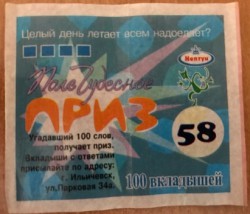 Целый день летает всем надоедает?
Нептун
Поле Чудесное
ПРИЗ
Угадавший 100 слов,
получает приз.
Вкладыши с ответами
присылайте по адресу:
г. Ильичевск,
ул.Парковая 34а.
58
100 вкладышей